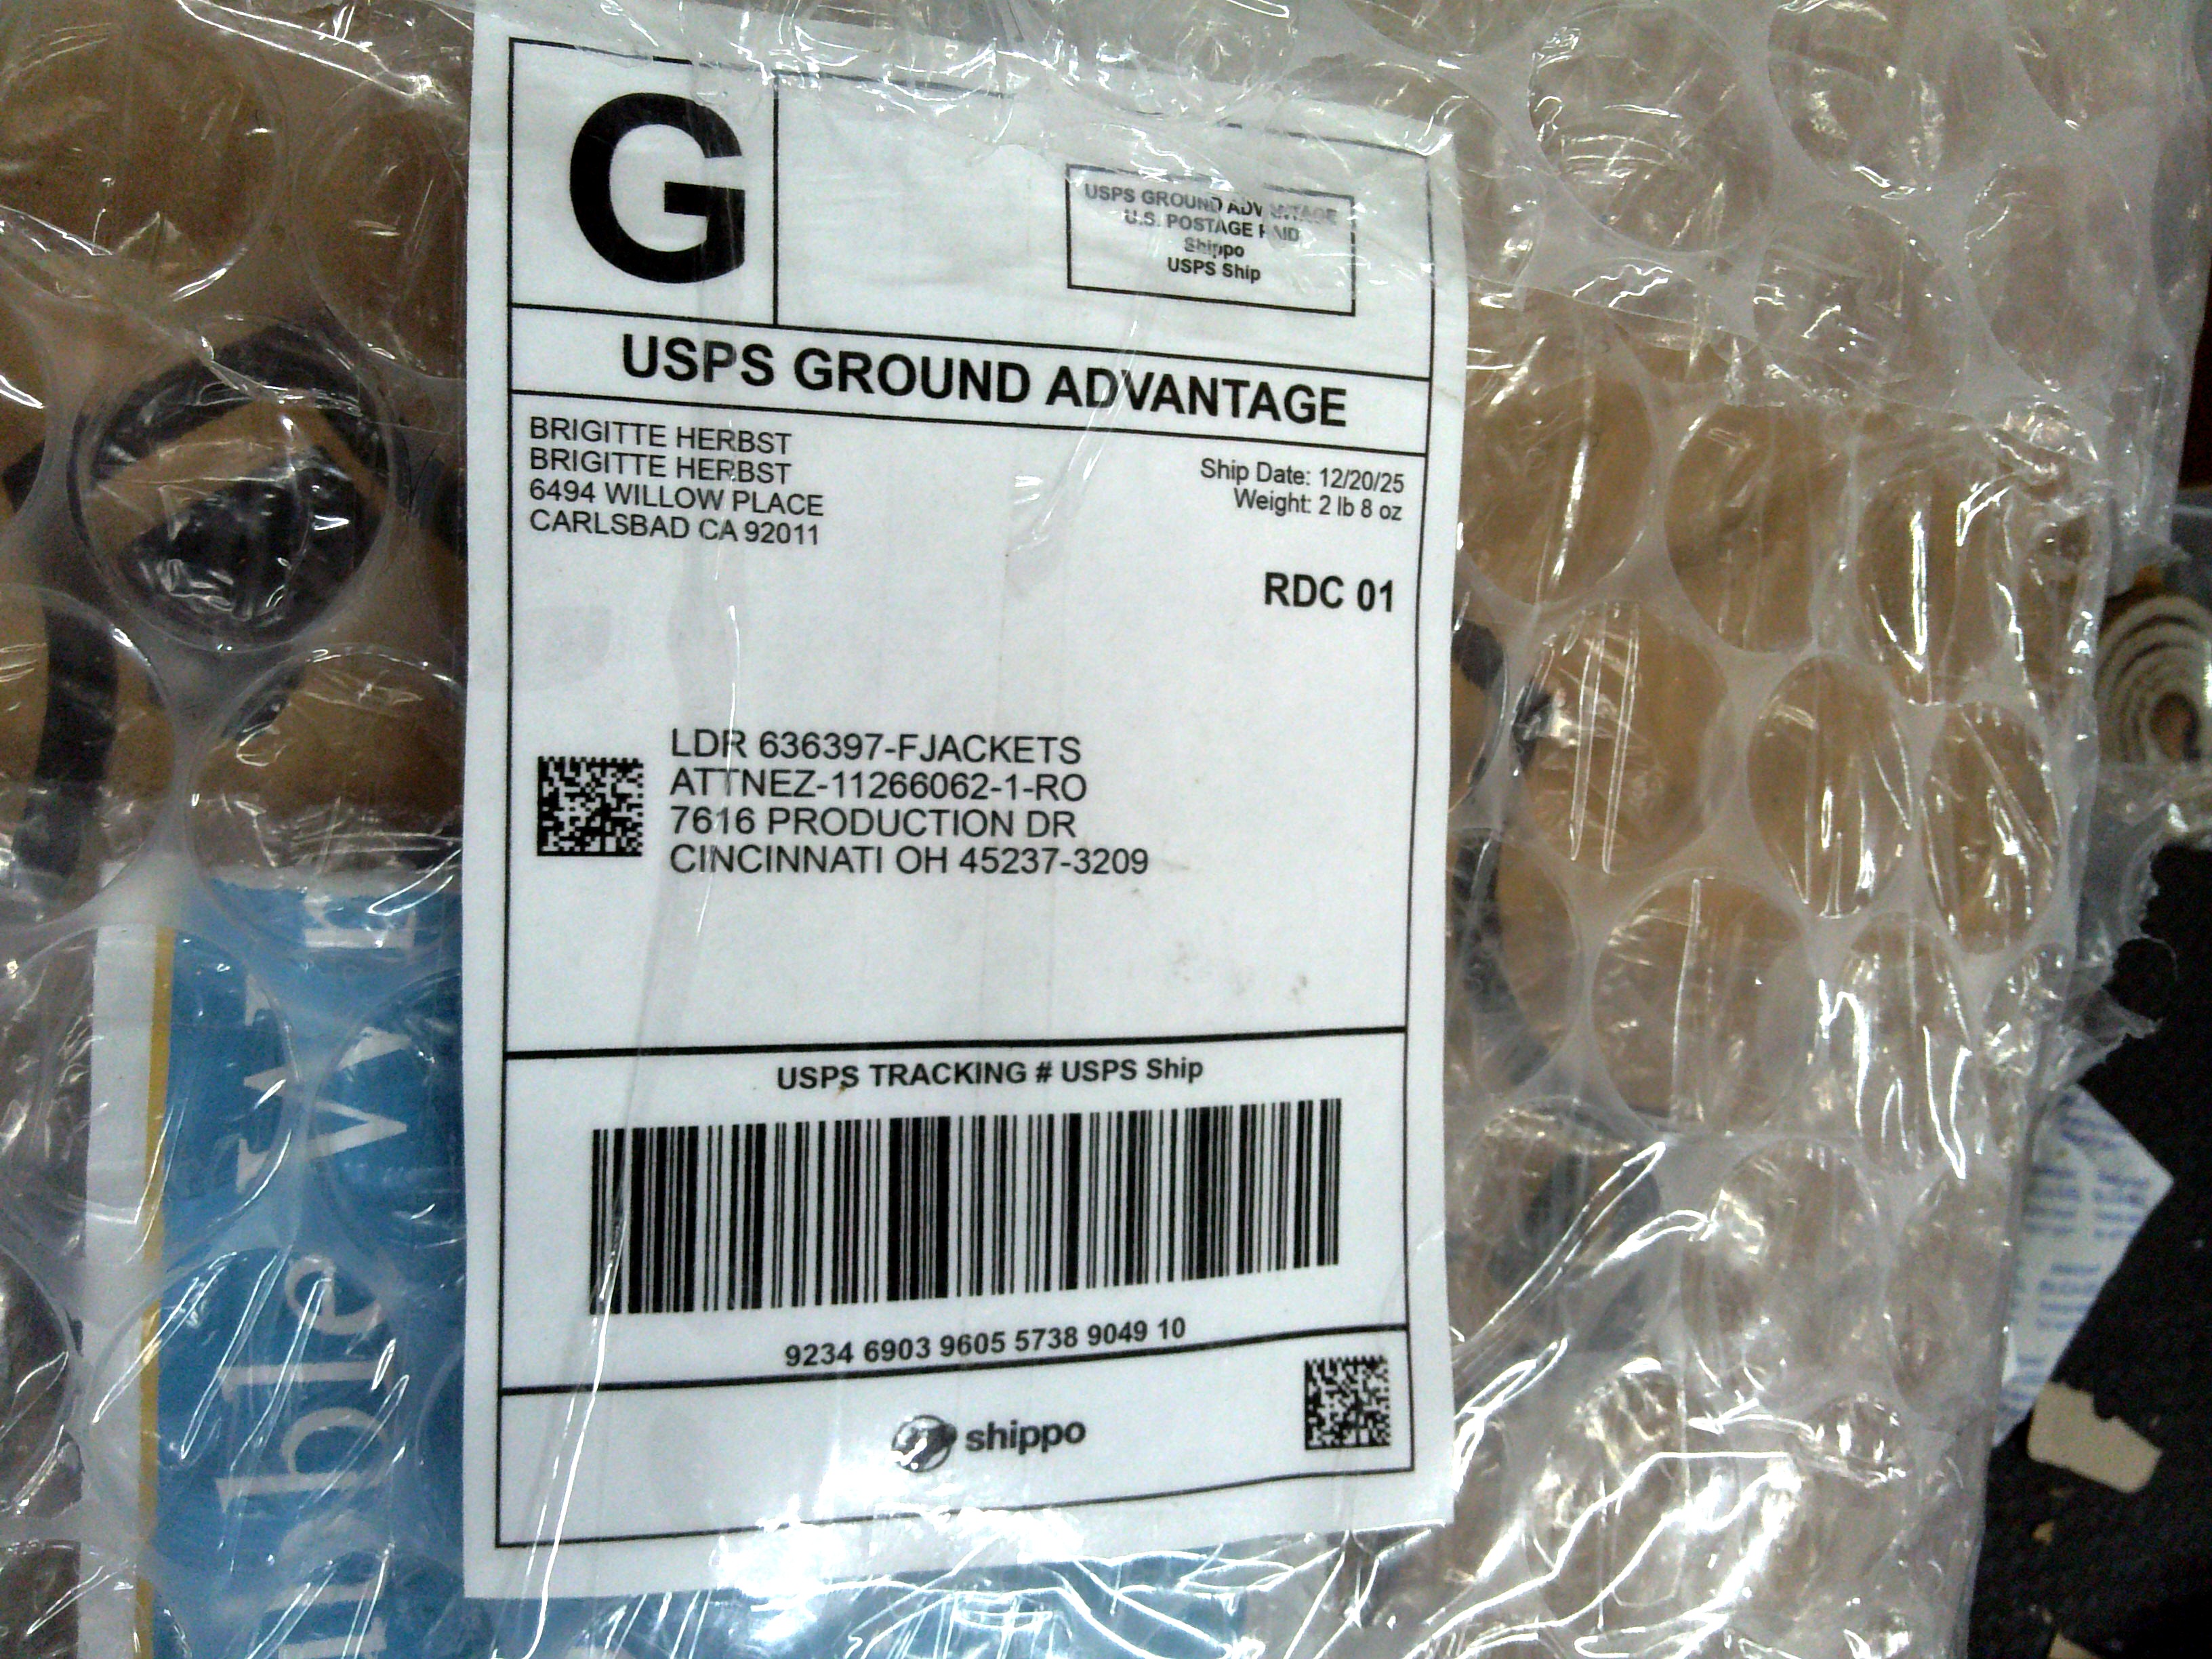 G
USPS GROUND ADVANTAGE
U.S. POSTAGE PAID
Shippo
USPS Ship
USPS GROUND ADVANTAGE
BRIGITTE HERBST
BRIGITTE HERBST
6494 WILLOW PLACE
CARLSBAD CA 92011
Ship Date: 12/20/25
Weight: 2 lb 8 oz
RDC 01
LDR 636397-FJACKETS
ATTNEZ-11266062-1-RO
7616 PRODUCTION DR
CINCINNATI OH 45237-3209
USPS TRACKING # USPS Ship
9234 6903 9605 5738 9049 10
shippo